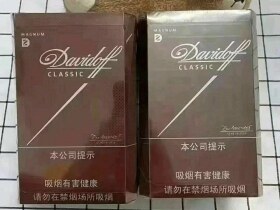 MAGNUM
Davidoff
CLASSIC
本公司提示
吸烟有害健康
请勿在禁烟场所吸烟
MAGNUM
Davidoff
CLASSIC
本公司提示
吸烟有害健康
请勿在禁烟场所吸烟